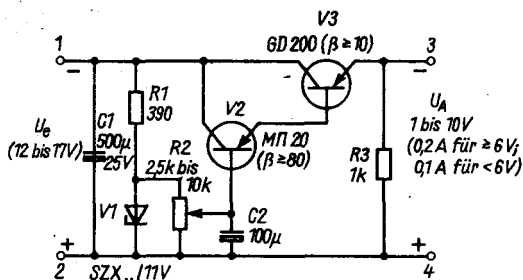 V3
GD 200 (β≥10)
1
3
−
−
R1
390
V2
МП 20
(β≥80)
U_e
(12 bis 17V)
C1
500µ
25V
R2
2,5k bis
10k
R3
1k
U_A
1 bis 10V
(0,2 A für ≥ 6V;
0,1 A für <6V)
V1
C2
100µ
+
+
2
SZX../11V
4